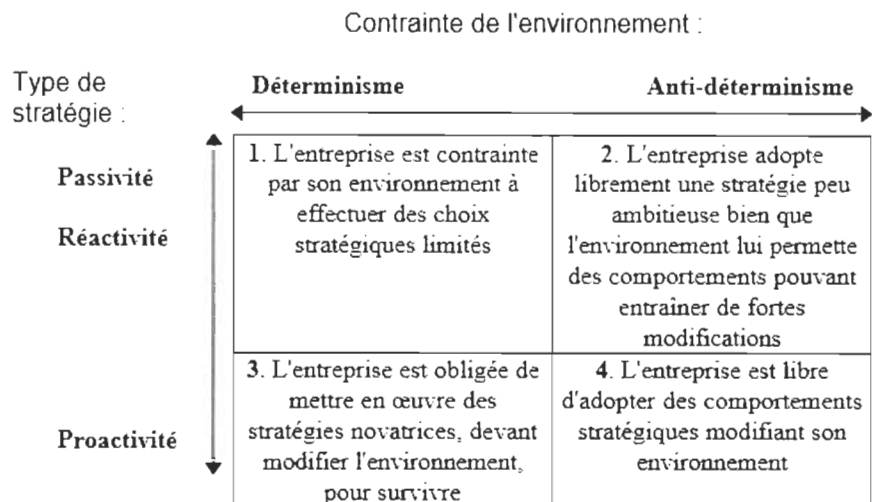 Contrainte de l'environnement :
Type de
stratégie :
Déterminisme
Anti-déterminisme
Passivité
Réactivité
Proactivité
1. L'entreprise est contrainte
par son environnement à
effectuer des choix
stratégiques limités
2. L'entreprise adopte
librement une stratégie peu
ambitieuse bien que
l'environnement lui permette
des comportements pouvant
entraîner de fortes
modifications
3. L'entreprise est obligée de
mettre en œuvre des
stratégies novatrices, devant
modifier l'environnement,
pour survivre
4. L'entreprise est libre
d'adopter des comportements
stratégiques modifiant son
environnement